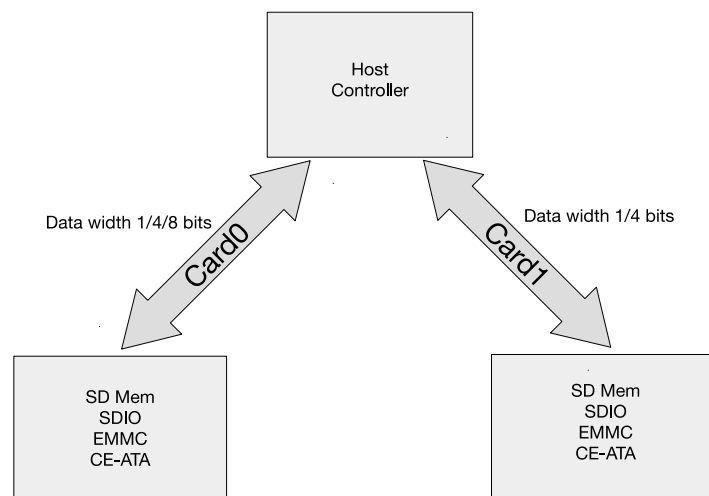 Host
Controller
Data width 1/4/8 bits
Card0
Data width 1/4 bits
Card1
SD Mem
SDIO
EMMC
CE-ATA
SD Mem
SDIO
EMMC
CE-ATA